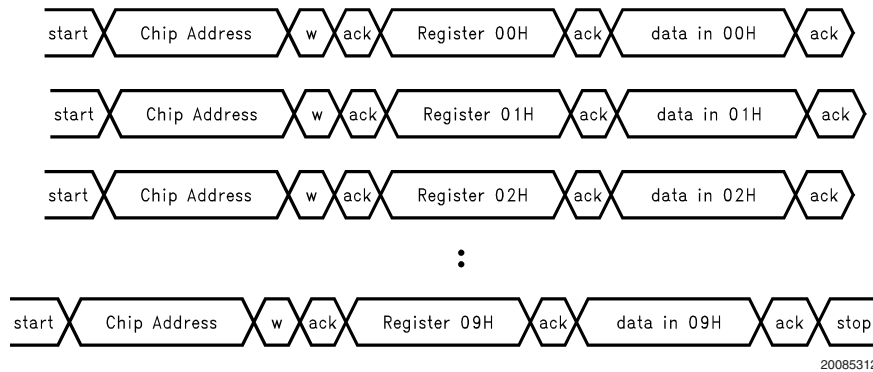 start Chip Address w ack Register 00H ack data in 00H ack
start Chip Address w ack Register 01H ack data in 01H ack
start Chip Address w ack Register 02H ack data in 02H ack
:
start Chip Address w ack Register 09H ack data in 09H ack stop
20085312